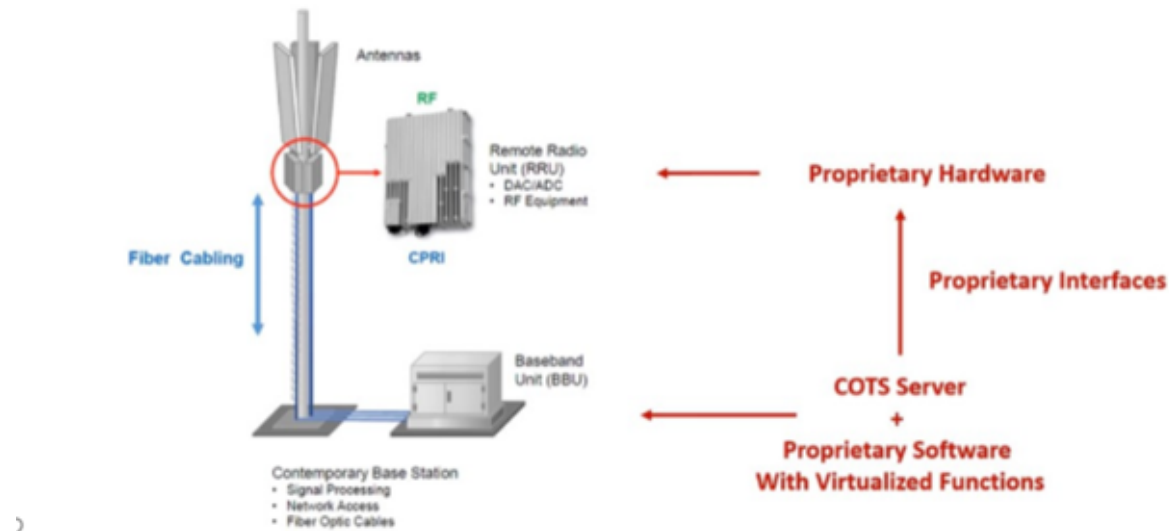 Antennas
RF
Remote Radio
Unit (RRU)
• DAC/ADC
• RF Equipment
CPRI
Fiber Cabling
Baseband
Unit (BBU)
Contemporary Base Station
• Signal Processing
• Network Access
• Fiber Optic Cables
Proprietary Hardware
Proprietary Interfaces
COTS Server
+
Proprietary Software
With Virtualized Functions